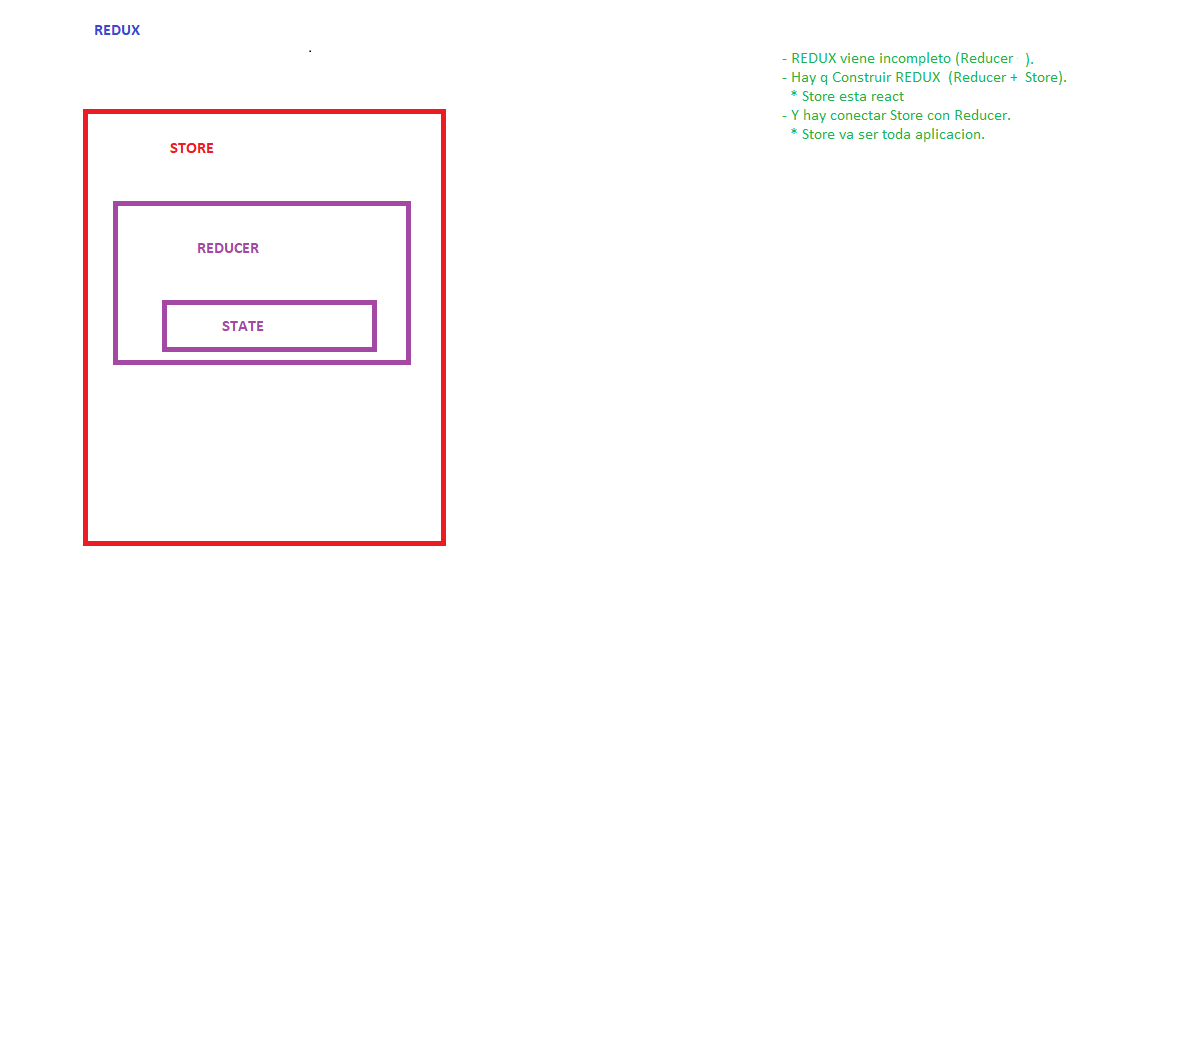 REDUX
- REDUX viene incompleto (Reducer   ).
- Hay q Construir REDUX  (Reducer +  Store).
* Store esta react
- Y hay conectar Store con Reducer.
* Store va ser toda aplicacion.
STORE
REDUCER
STATE